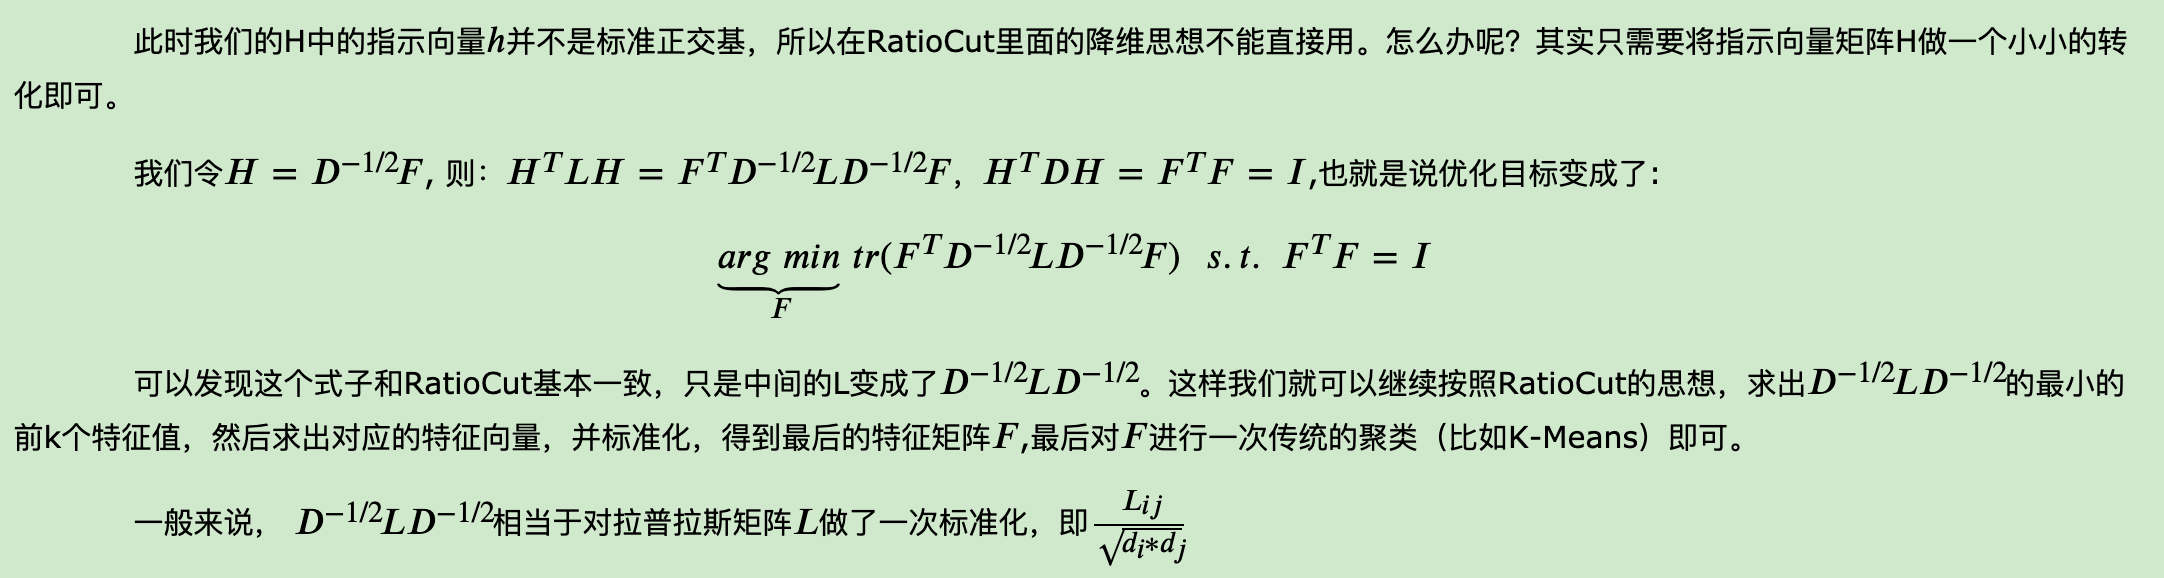 此时我们的H中的指示向量h并不是标准正交基，所以在RatioCut里面的降维思想不能直接用。怎么办呢？其实只需要将指示向量矩阵H做一个小小的转
化即可。
我们令H = D^{-1/2}F, 则：H^T L H = F^T D^{-1/2} L D^{-1/2} F，H^T D H = F^T F = I,也就是说优化目标变成了:
\underbrace{arg min}_F tr(F^T D^{-1/2} L D^{-1/2} F) s.t. F^T F = I
可以发现这个式子和RatioCut基本一致，只是中间的L变成了D^{-1/2}LD^{-1/2}。这样我们就可以继续按照RatioCut的思想，求出D^{-1/2}LD^{-1/2}的最小的
前k个特征值，然后求出对应的特征向量，并标准化，得到最后的特征矩阵F,最后对F进行一次传统的聚类（比如K-Means）即可。
一般来说， D^{-1/2}LD^{-1/2}相当于对拉普拉斯矩阵L做了一次标准化，即\frac{L_{ij}}{\sqrt{d_i*d_j}}